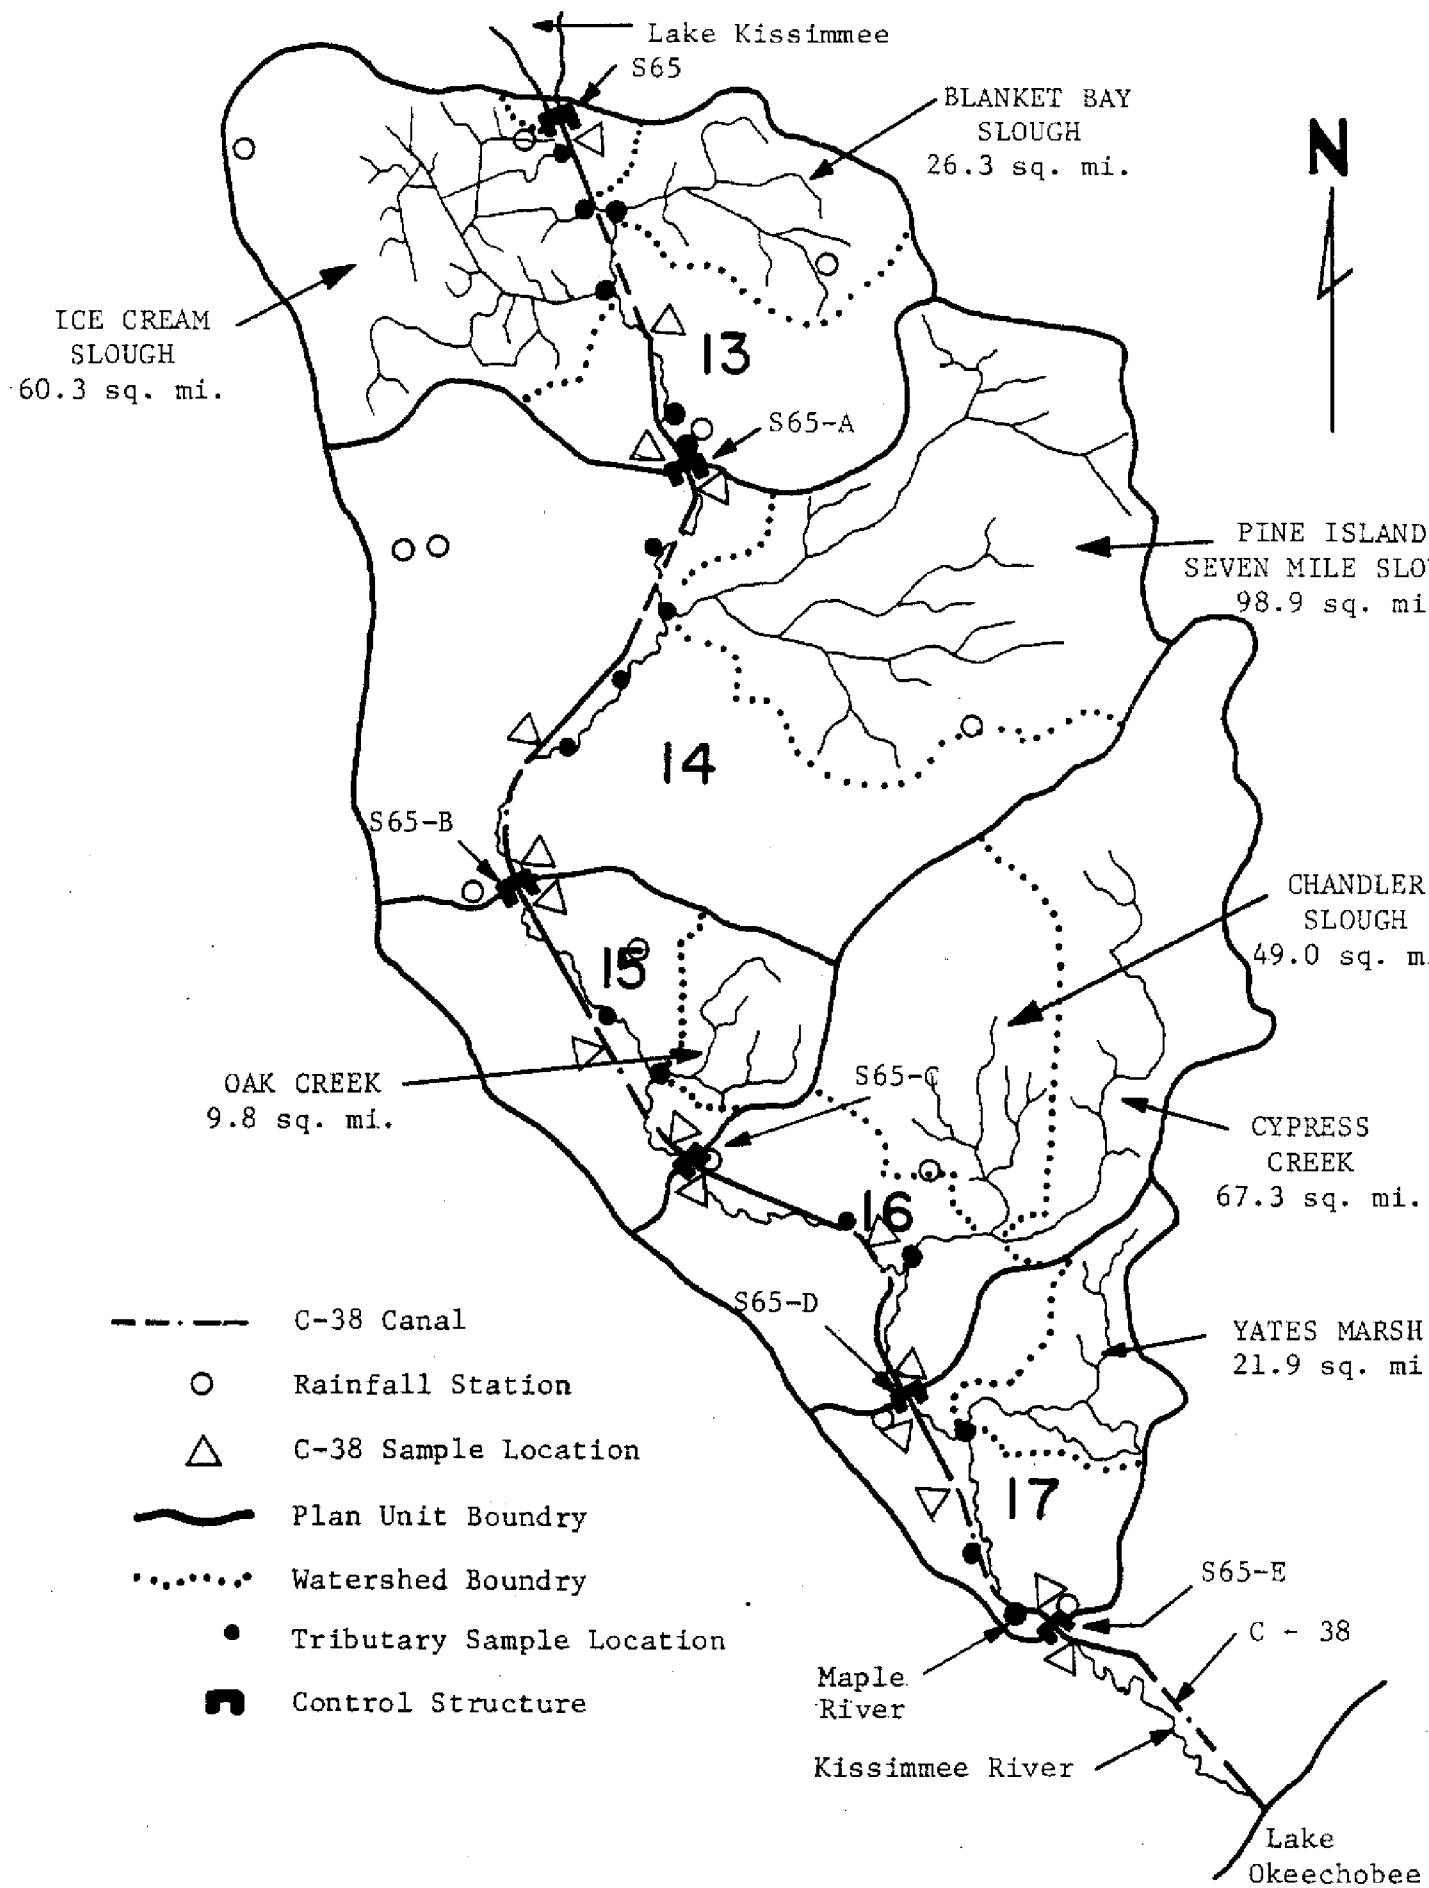 Lake Kissimmee
S65
BLANKET BAY
SLOUGH
26.3 sq. mi.
N
ICE CREAM
SLOUGH
60.3 sq. mi.
13
S65-A
PINE ISLAND
SEVEN MILE SLO
98.9 sq. mi
14
S65-B
CHANDLER
SLOUGH
49.0 sq. m
15
OAK CREEK
9.8 sq. mi.
S65-C
CYPRESS
CREEK
67.3 sq. mi.
16
S65-D
YATES MARSH
21.9 sq. mi
C-38 Canal
Rainfall Station
C-38 Sample Location
Plan Unit Boundry
Watershed Boundry
Tributary Sample Location
Control Structure
17
S65-E
C - 38
Maple
River
Kissimmee River
Lake
Okeechobee